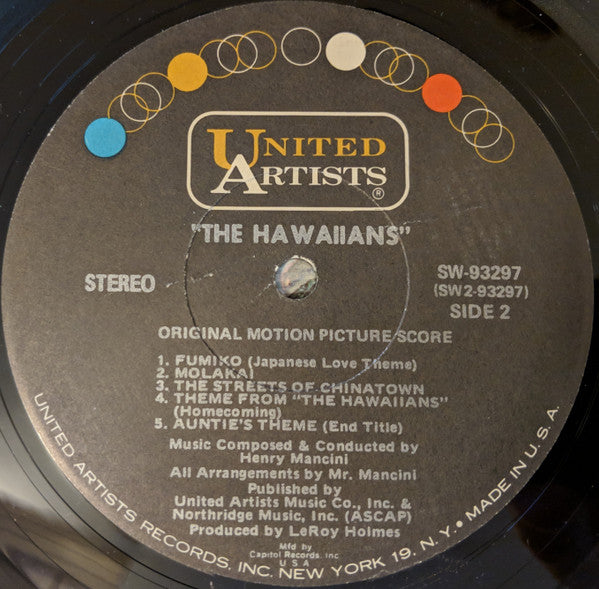 UNITED
ARTISTS®
"THE HAWAIIANS"
STEREO
SW-93297
(SW2-93297)
SIDE 2
ORIGINAL MOTION PICTURE SCORE
1. FUMIKO (Japanese Love Theme)
2. MOLAKAI
3. THE STREETS OF CHINATOWN
4. THEME FROM "THE HAWAIIANS"
(Homecoming)
5. AUNTIE'S THEME (End Title)
Music Composed & Conducted by
Henry Mancini
All Arrangements by Mr. Mancini
Published by
United Artists Music Co., Inc. &
Northridge Music, Inc. (ASCAP)
Produced by LeRoy Holmes
Mfd by
Capitol Records, Inc
U S A
UNITED ARTISTS RECORDS, INC. NEW YORK 19, N.Y. • MADE IN U.S.A.